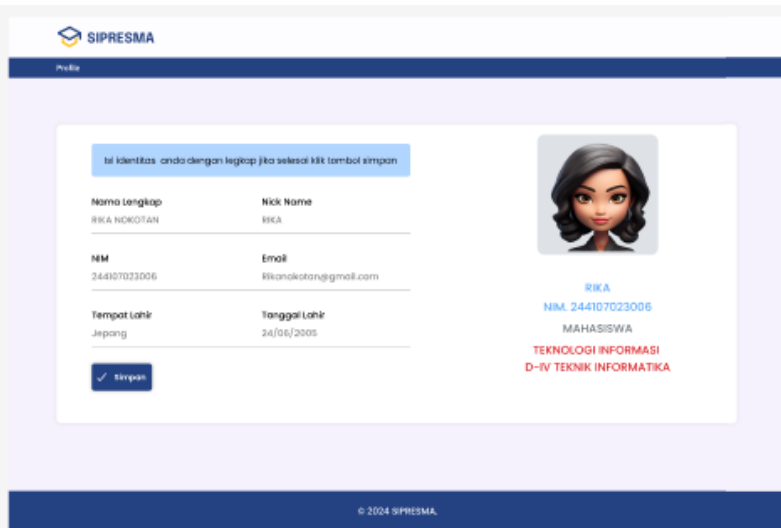 SIPRESMA
Profile
Isi identitas anda dengan legkap jika selesai klik tombol simpan
Nama Lengkap Nick Name
RIKA NOKOTAN RIKA
NIM Email
244107023006 Rikanokotan@gmail.com
Tempat Lahir Tanggal Lahir
Jepang 24/06/2005
Simpan
RIKA
NIM. 244107023006
MAHASISWA
TEKNOLOGI INFORMASI
D-IV TEKNIK INFORMATIKA
© 2024 SIPRESMA.